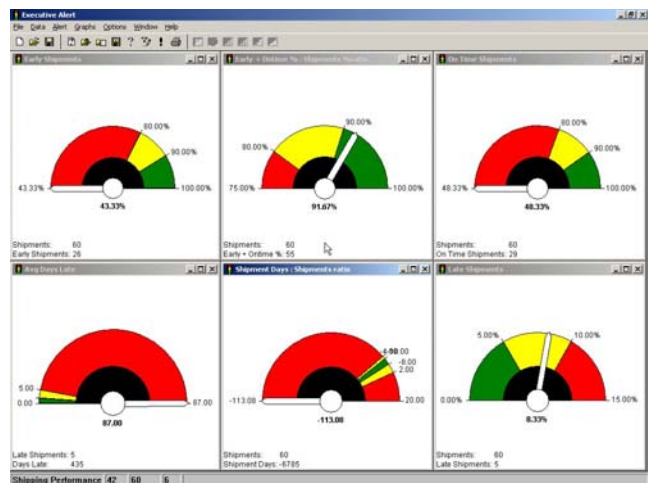 Executive Alert
File Data Alert Graphs Options Window Help
Early Shipments
80.00%
90.00%
43.33%
100.00%
43.33%
Shipments: 60
Early Shipments: 26
Early + Ontime % : Shipments %ratio
90.00%
80.00%
75.00%
100.00%
91.67%
Shipments: 60
Early + Ontime %: 55
On Time Shipments
80.00%
90.00%
48.33%
100.00%
48.33%
Shipments: 60
On Time Shipments: 29
Avg Days Late
5.00
0.00
87.00
87.00
Late Shipments: 5
Days Late: 435
Shipment Days : Shipments ratio
-8.00
2.00
-113.08
20.00
-113.08
Shipments: 60
Shipment Days: -6785
Late Shipments
5.00%
10.00%
0.00%
15.00%
8.33%
Shipments: 60
Late Shipments: 5
Shipping Performance 42 60 6